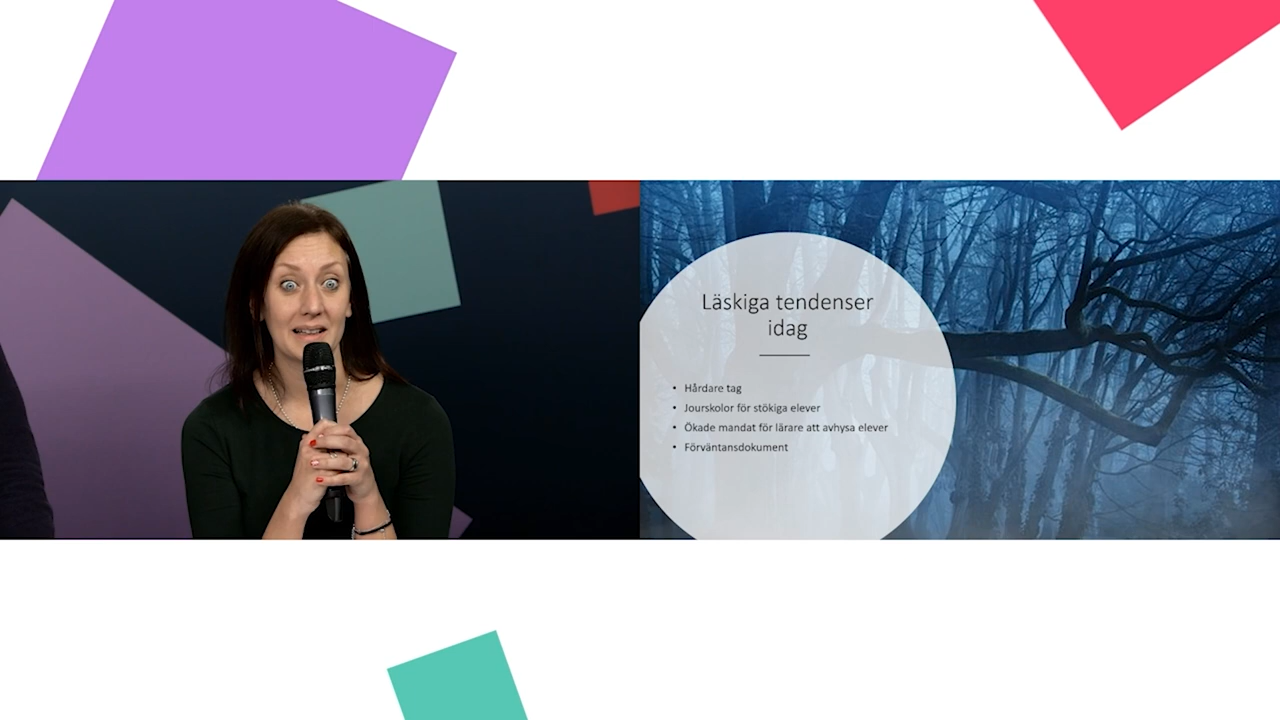 Läskiga tendenser
idag
• Hårdare tag
• Jourskolor för stökiga elever
• Ökade mandat för lärare att avhysa elever
• Förväntansdokument